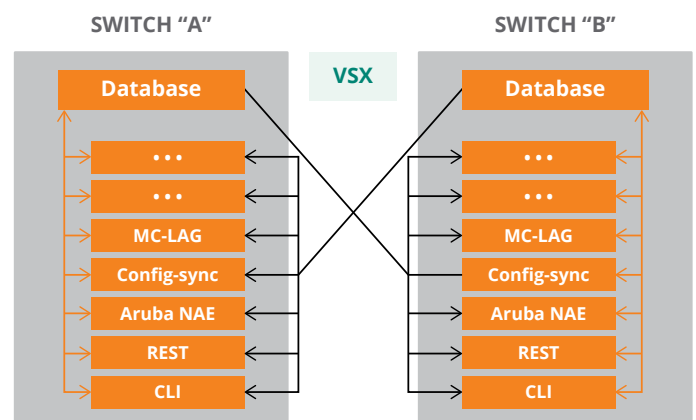 SWITCH “A”
SWITCH “B”
VSX
Database
• • •
• • •
MC-LAG
Config-sync
Aruba NAE
REST
CLI
Database
• • •
• • •
MC-LAG
Config-sync
Aruba NAE
REST
CLI